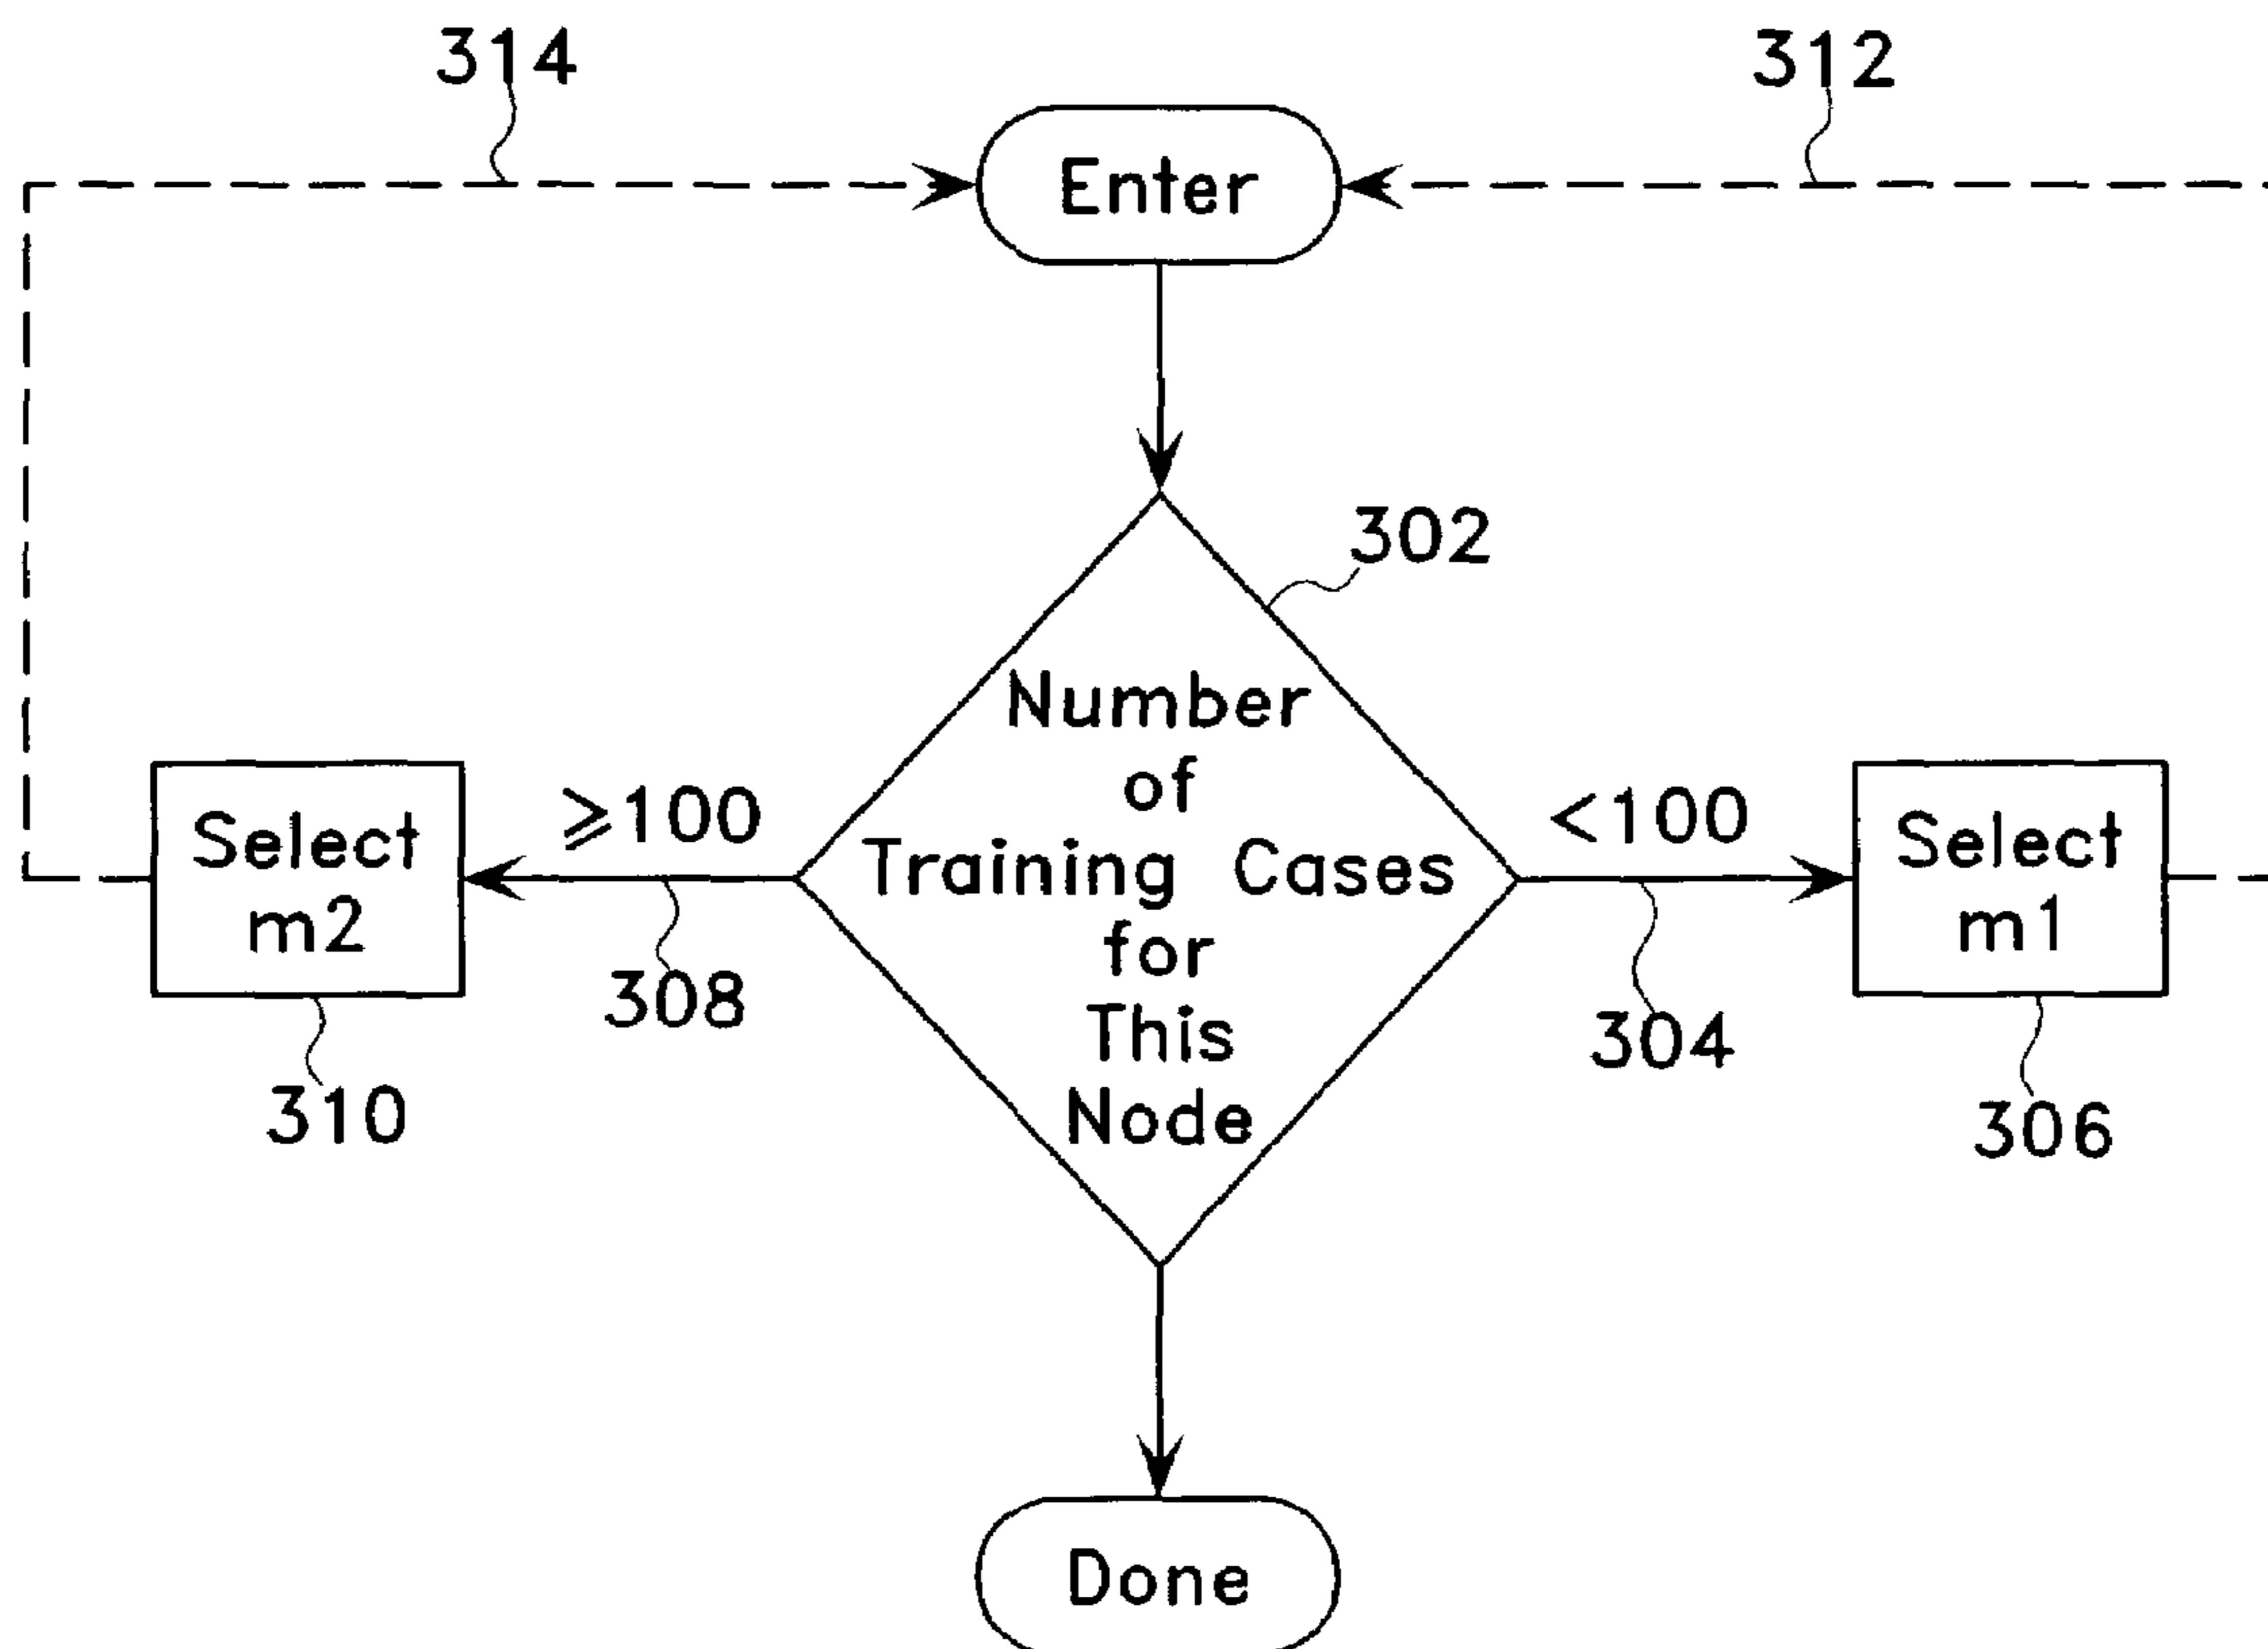 314
312
Enter
302
Number
of
Training Cases
for
This
Node
≥100
<100
Select
m2
Select
m1
308
304
310
306
Done